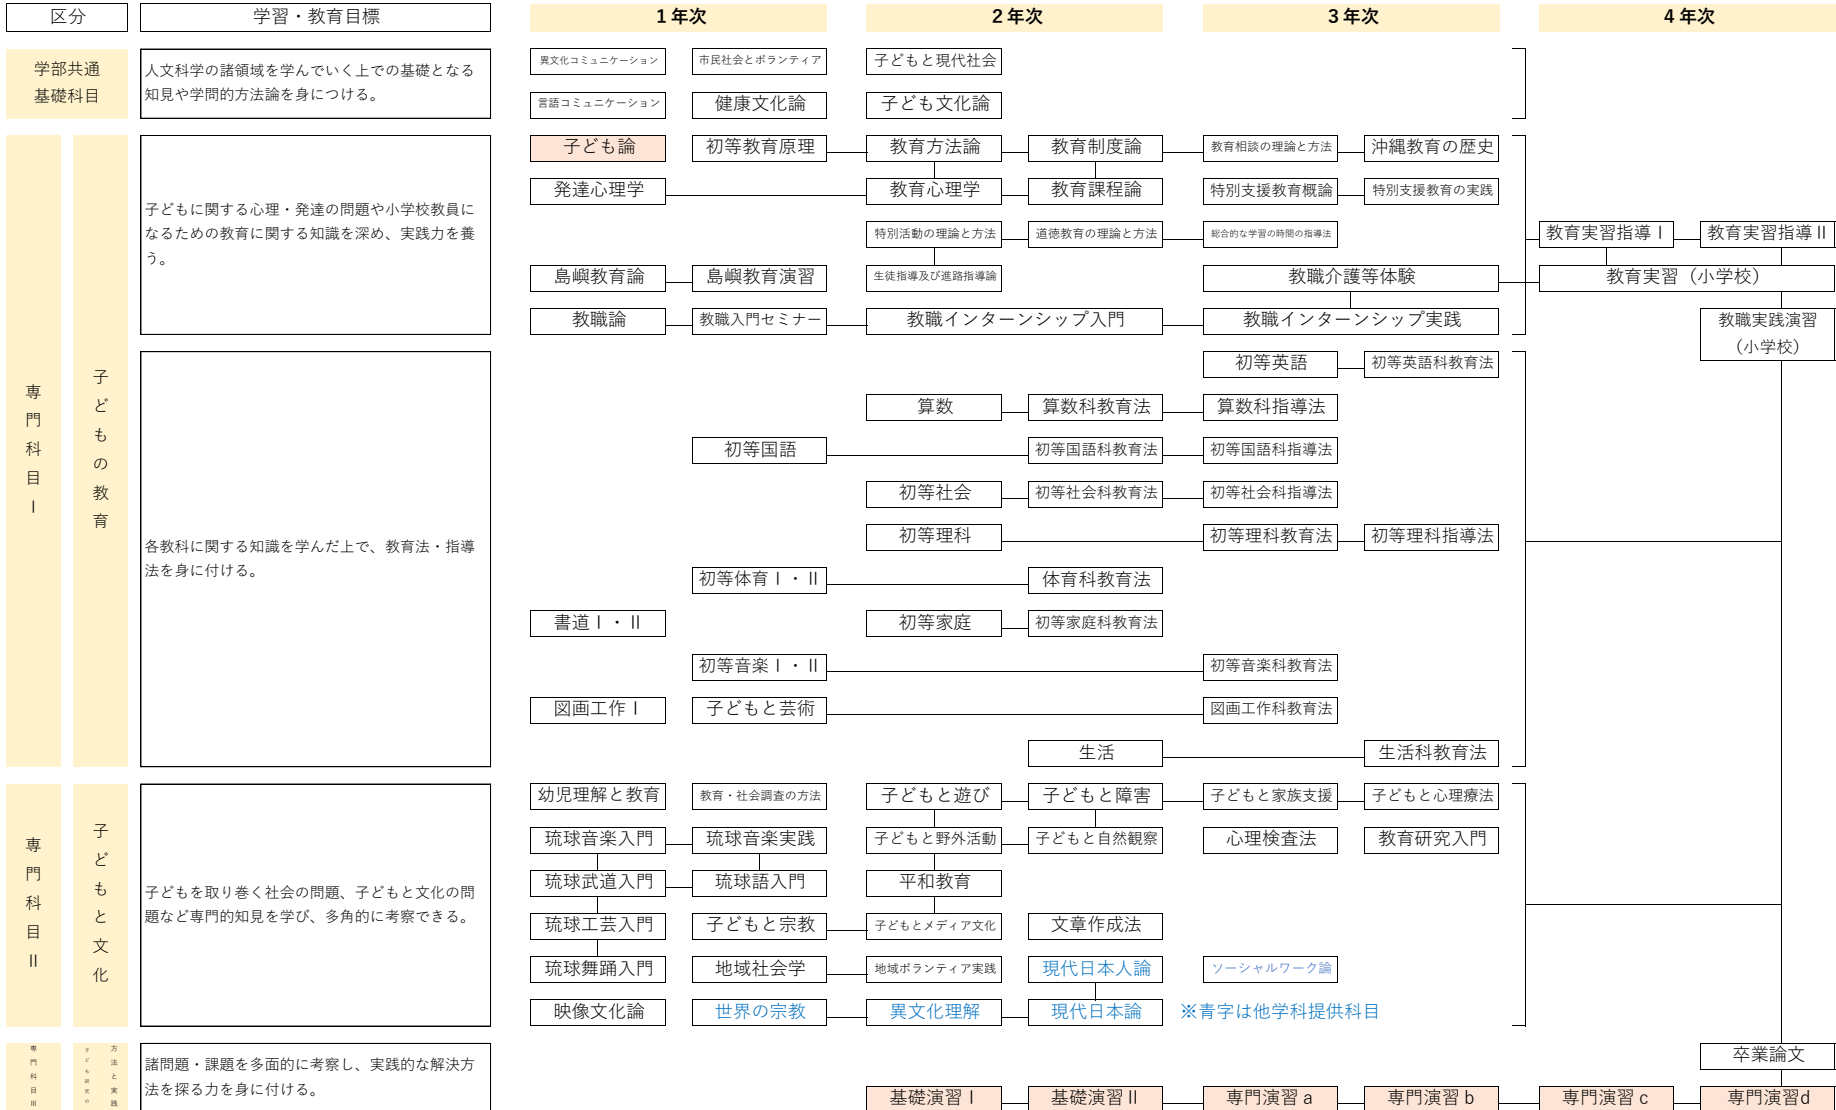 区分 学習・教育目標 1年次 2年次 3年次 4年次
学部共通
基礎科目
人文科学の諸領域を学んでいく上での基礎となる
知見や学問的方法論を身につける。
異文化コミュニケーション 市民社会とボランティア 子どもと現代社会
言語コミュニケーション 健康文化論 子ども文化論
専門科目Ⅰ
子どもの教育
子どもに関する心理・発達の問題や小学校教員に
なるための教育に関する知識を深め、実践力を養
う。
子ども論 初等教育原理 教育方法論 教育制度論 教育相談の理論と方法 沖縄教育の歴史
発達心理学 教育心理学 教育課程論 特別支援教育概論 特別支援教育の実践
特別活動の理論と方法 道徳教育の理論と方法 総合的な学習の時間の指導法 教育実習指導Ⅰ 教育実習指導Ⅱ
島嶼教育論 島嶼教育演習 生徒指導及び進路指導論 教職介護等体験 教育実習（小学校）
教職論 教職入門セミナー 教職インターンシップ入門 教職インターンシップ実践 教職実践演習
（小学校）
各教科に関する知識を学んだ上で、教育法・指導
法を身に付ける。
初等英語 初等英語科教育法
算数 算数科教育法 算数科指導法
初等国語 初等国語科教育法 初等国語科指導法
初等社会 初等社会科教育法 初等社会科指導法
初等理科 初等理科教育法 初等理科指導法
初等体育Ⅰ・Ⅱ 体育科教育法
書道Ⅰ・Ⅱ 初等家庭 初等家庭科教育法
初等音楽Ⅰ・Ⅱ 初等音楽科教育法
図画工作Ⅰ 子どもと芸術 図画工作科教育法
生活 生活科教育法
専門科目Ⅱ
子どもと文化
子どもを取り巻く社会の問題、子どもと文化の問
題など専門的知見を学び、多角的に考察できる。
幼児理解と教育 教育・社会調査の方法 子どもと遊び 子どもと障害 子どもと家族支援 子どもと心理療法
琉球音楽入門 琉球音楽実践 子どもと野外活動 子どもと自然観察 心理検査法 教育研究入門
琉球武道入門 琉球語入門 平和教育
琉球工芸入門 子どもと宗教 子どもとメディア文化 文章作成法
琉球舞踊入門 地域社会学 地域ボランティア実践 現代日本人論 ソーシャルワーク論
映像文化論 世界の宗教 異文化理解 現代日本論 ※青字は他学科提供科目
専門科目Ⅲ
子ども研究の
方法と実践
諸問題・課題を多面的に考察し、実践的な解決方
法を探る力を身に付ける。
卒業論文
基礎演習Ⅰ 基礎演習Ⅱ 専門演習a 専門演習b 専門演習c 専門演習d